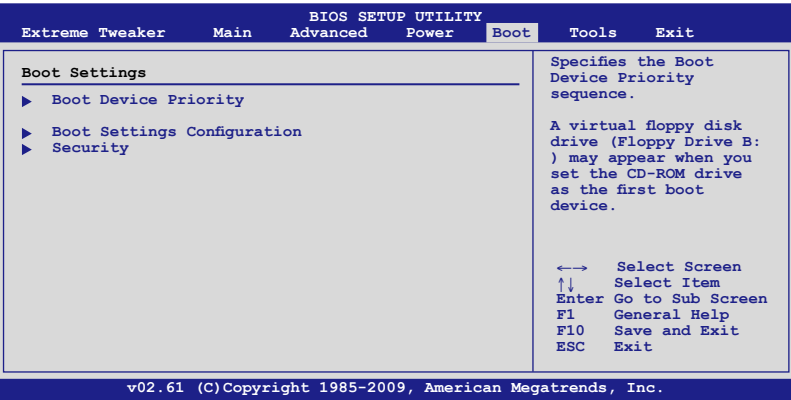 BIOS SETUP UTILITY
Extreme Tweaker Main Advanced Power Boot Tools Exit
Boot Settings
Boot Device Priority
Boot Settings Configuration
Security
Specifies the Boot
Device Priority
sequence.
A virtual floppy disk
drive (Floppy Drive B:
) may appear when you
set the CD-ROM drive
as the first boot
device.
←→ Select Screen
↑↓ Select Item
Enter Go to Sub Screen
F1 General Help
F10 Save and Exit
ESC Exit
v02.61 (C)Copyright 1985-2009, American Megatrends, Inc.